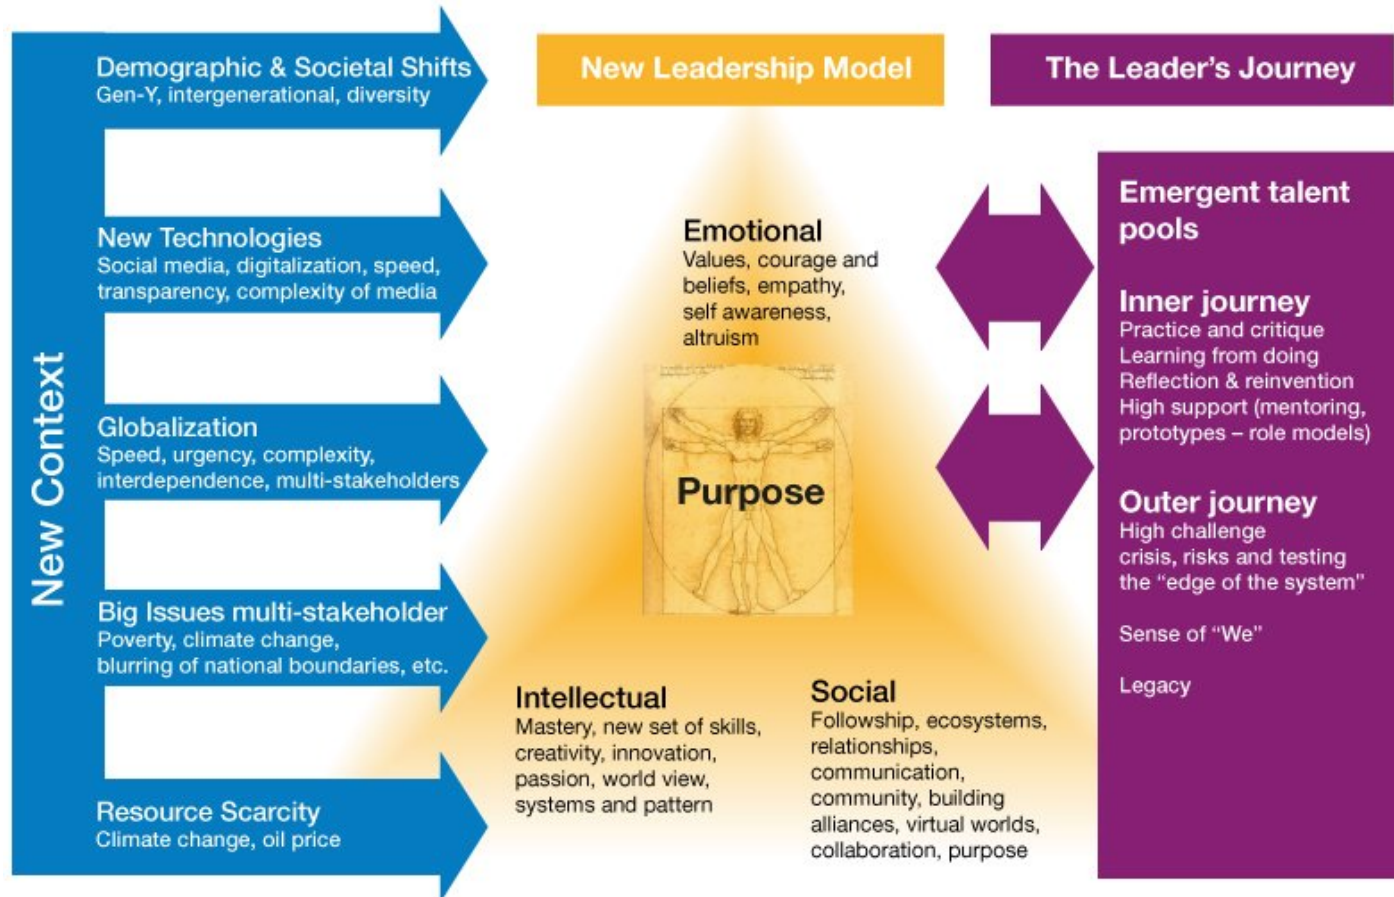 New Context
Demographic & Societal Shifts
Gen-Y, intergenerational, diversity
New Technologies
Social media, digitalization, speed,
transparency, complexity of media
Globalization
Speed, urgency, complexity,
interdependence, multi-stakeholders
Big Issues multi-stakeholder
Poverty, climate change,
blurring of national boundaries, etc.
Resource Scarcity
Climate change, oil price
New Leadership Model
Emotional
Values, courage and
beliefs, empathy,
self awareness,
altruism
Purpose
Intellectual
Mastery, new set of skills,
creativity, innovation,
passion, world view,
systems and pattern
Social
Followship, ecosystems,
relationships,
communication,
community, building
alliances, virtual worlds,
collaboration, purpose
The Leader's Journey
Emergent talent
pools
Inner journey
Practice and critique
Learning from doing
Reflection & reinvention
High support (mentoring,
prototypes – role models)
Outer journey
High challenge
crisis, risks and testing
the “edge of the system”
Sense of “We”
Legacy